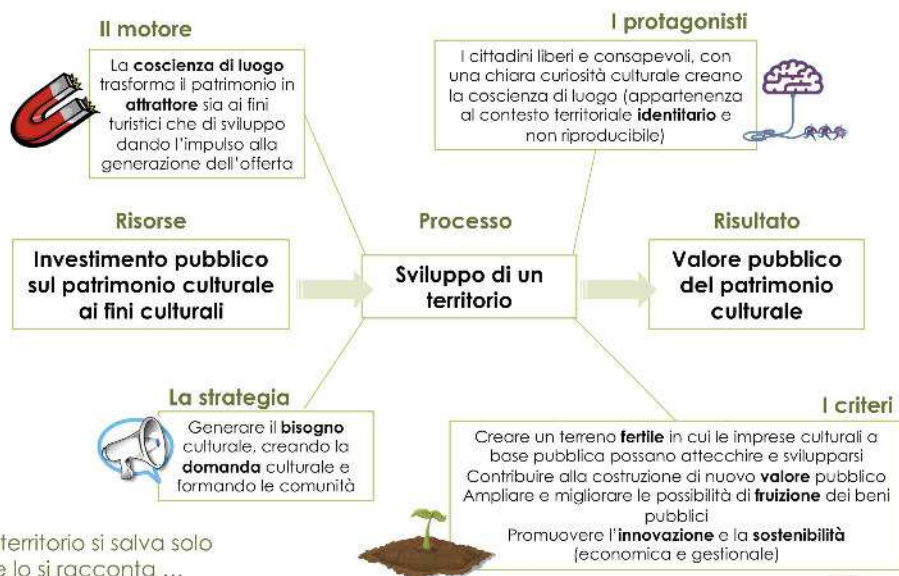 Il motore
La coscienza di luogo
trasforma il patrimonio in
attrattore sia ai fini
turistici che di sviluppo
dando l'impulso alla
generazione dell'offerta
I protagonisti
I cittadini liberi e consapevoli, con
una chiara curiosità culturale creano
la coscienza di luogo (appartenenza
al contesto territoriale identitario e
non riproducibile)
Risorse
Investimento pubblico
sul patrimonio culturale
ai fini culturali
Processo
Sviluppo di un
territorio
Risultato
Valore pubblico
del patrimonio
culturale
La strategia
Generare il bisogno
culturale, creando la
domanda culturale e
formando le comunità
I criteri
Creare un terreno fertile in cui le imprese culturali a
base pubblica possano attecchire e svilupparsi
Contribuire alla costruzione di nuovo valore pubblico
Ampliare e migliorare le possibilità di fruizione dei beni
pubblici
Promuovere l'innovazione e la sostenibilità
(economica e gestionale)
territorio si salva solo
e lo si racconta ...